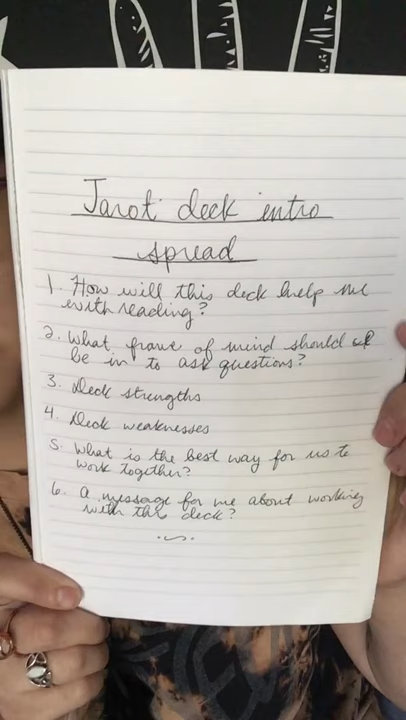 Tarot deck intro
spread
1. How will this deck help me
with reading?
2. What frame of mind should I
be in to ask questions?
3. Deck strengths
4. Deck weaknesses
5. What is the best way for us to
work together?
6. A message for me about working
with this deck?